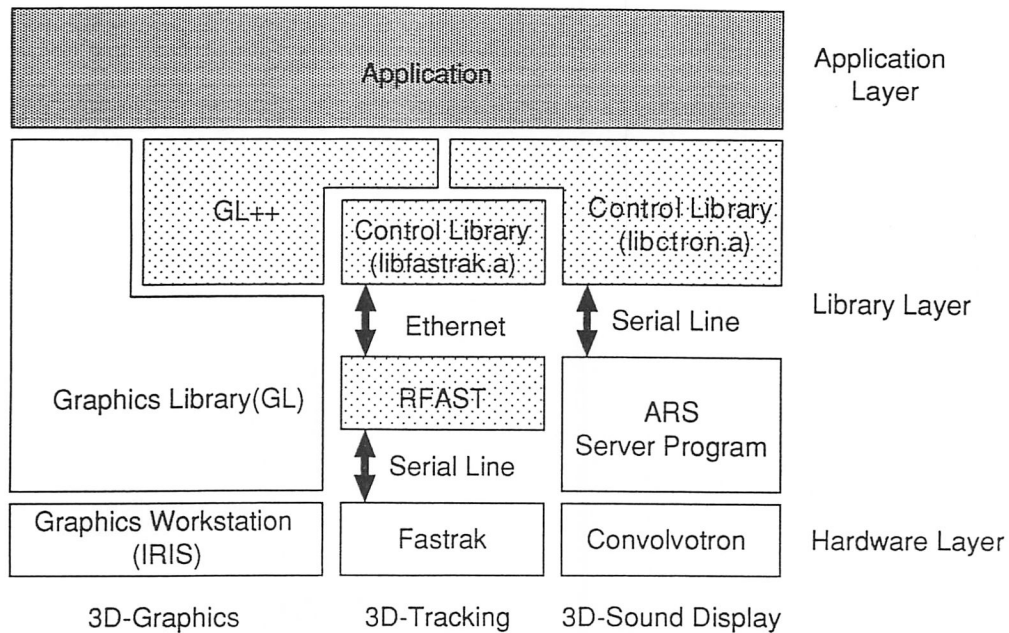 Application
Application
Layer
GL++
Control Library
(libfastrak.a)
Control Library
(libctron.a)
Library Layer
Ethernet
Serial Line
Graphics Library(GL)
RFAST
ARS
Server Program
Serial Line
Graphics Workstation
(IRIS)
Fastrak
Convolvotron
Hardware Layer
3D-Graphics
3D-Tracking
3D-Sound Display